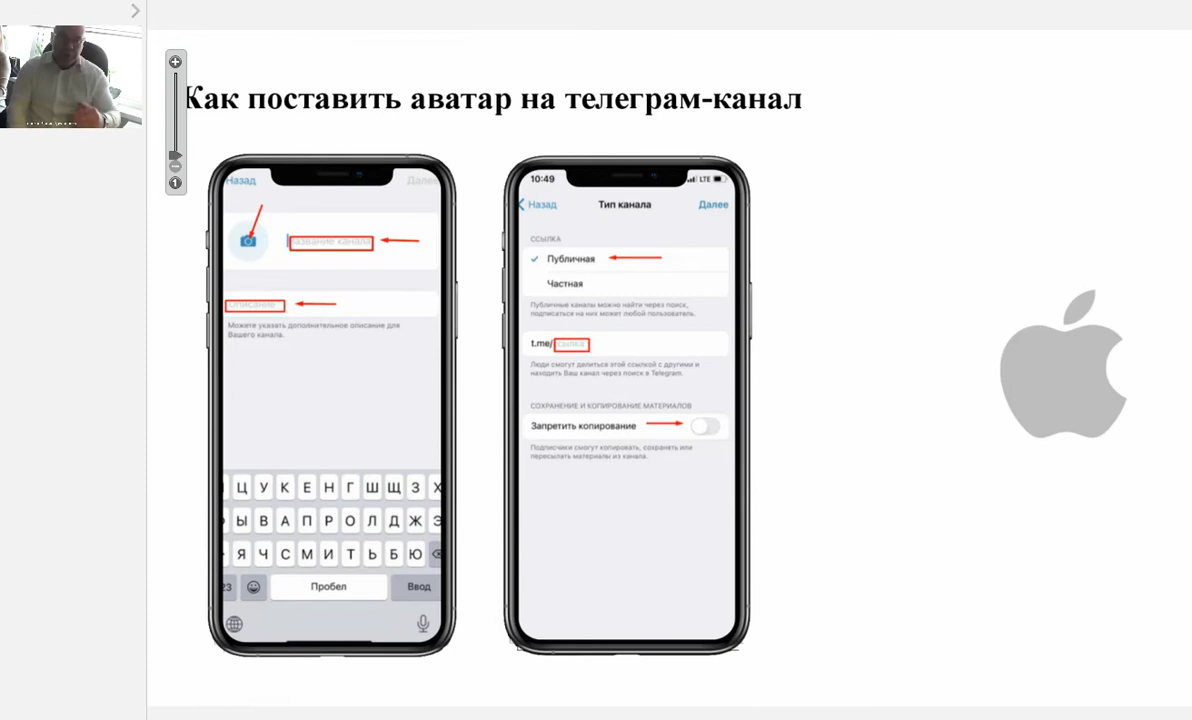 Как поставить аватар на телеграм-канал
Назад
Далее
Название канала
Описание
Можете указать дополнительное описание для
Вашего канала.
Ц У К Е Н Г Ш Щ З Х
Ы В А П Р О Л Д Ж Э
Я Ч С М И Т Ь Б Ю
23
Пробел
Ввод
10:49
LTE
Назад
Тип канала
Далее
ССЫЛКА
Публичная
Частная
Публичные каналы можно найти через поиск,
подписаться на них может любой пользователь.
t.me/ссылка
Люди смогут делиться этой ссылкой с другими и
находить Ваш канал через поиск в Telegram.
СОХРАНЕНИЕ И КОПИРОВАНИЕ МАТЕРИАЛОВ
Запретить копирование
Подписчики смогут копировать, сохранять или
пересылать материалы из канала.